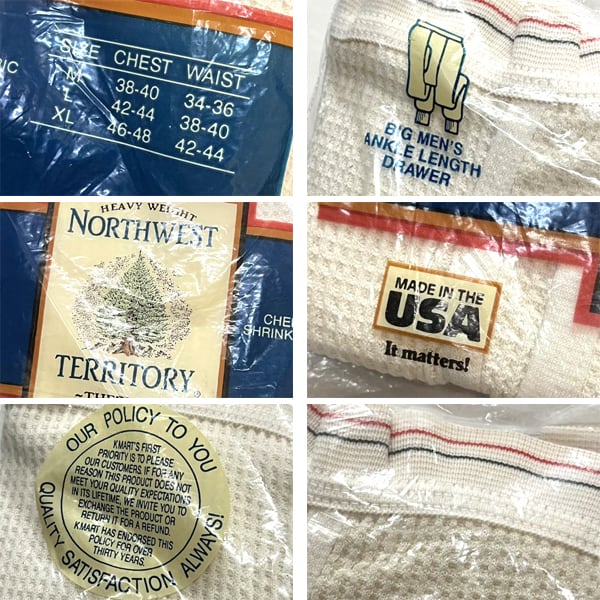 SIZE CHEST WAIST
M 38-40 34-36
L 42-44 38-40
XL 46-48 42-44
BIG MEN'S
ANKLE LENGTH
DRAWER
HEAVY WEIGHT
NORTHWEST
TERRITORY®
MADE IN THE
USA
It matters!
OUR POLICY TO YOU
KMART'S FIRST
PRIORITY IS TO PLEASE
OUR CUSTOMERS. IF FOR ANY
REASON THIS PRODUCT DOES NOT
MEET YOUR QUALITY EXPECTATIONS
IN ITS LIFETIME, WE INVITE YOU TO
EXCHANGE THE PRODUCT OR
RETURN IT FOR A REFUND.
KMART HAS ENDORSED THIS
POLICY FOR OVER
THIRTY YEARS.
QUALITY SATISFACTION ALWAYS!